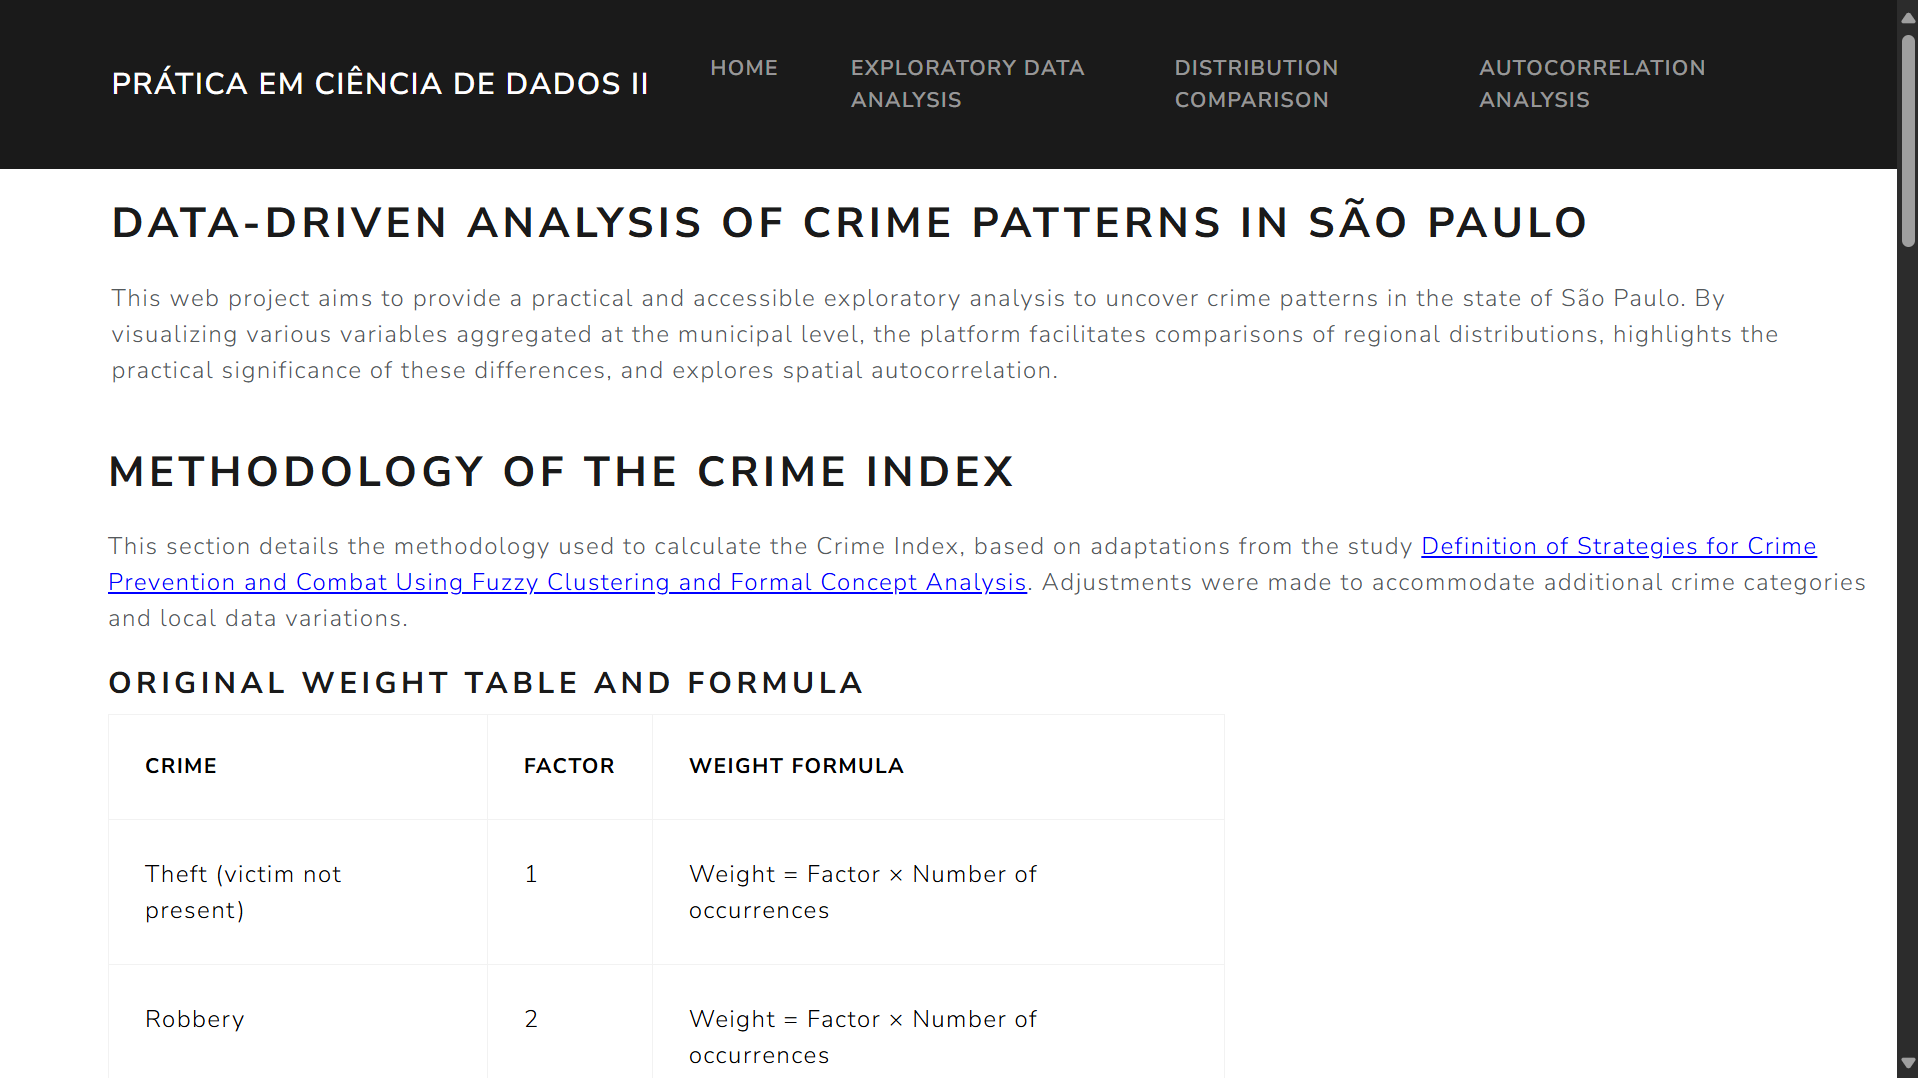 PRÁTICA EM CIÊNCIA DE DADOS II
HOME
EXPLORATORY DATA
ANALYSIS
DISTRIBUTION
COMPARISON
AUTOCORRELATION
ANALYSIS
DATA-DRIVEN ANALYSIS OF CRIME PATTERNS IN SÃO PAULO
This web project aims to provide a practical and accessible exploratory analysis to uncover crime patterns in the state of São Paulo. By
visualizing various variables aggregated at the municipal level, the platform facilitates comparisons of regional distributions, highlights the
practical significance of these differences, and explores spatial autocorrelation.
METHODOLOGY OF THE CRIME INDEX
This section details the methodology used to calculate the Crime Index, based on adaptations from the study Definition of Strategies for Crime
Prevention and Combat Using Fuzzy Clustering and Formal Concept Analysis. Adjustments were made to accommodate additional crime categories
and local data variations.
ORIGINAL WEIGHT TABLE AND FORMULA
CRIME FACTOR WEIGHT FORMULA
Theft (victim not 1 Weight = Factor × Number of
present) occurrences
Robbery 2 Weight = Factor × Number of
occurrences